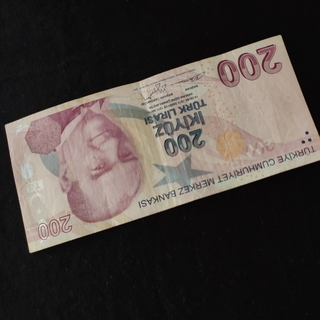 TÜRKİYE CUMHURİYET MERKEZ BANKASI
200
200
İKİYÜZ
TÜRK LİRASI
200